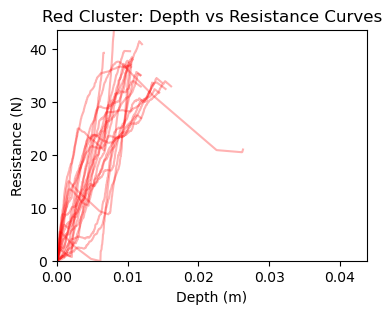 Red Cluster: Depth vs Resistance Curves
Resistance (N)
40
30
20
10
0
0.00 0.01 0.02 0.03 0.04
Depth (m)